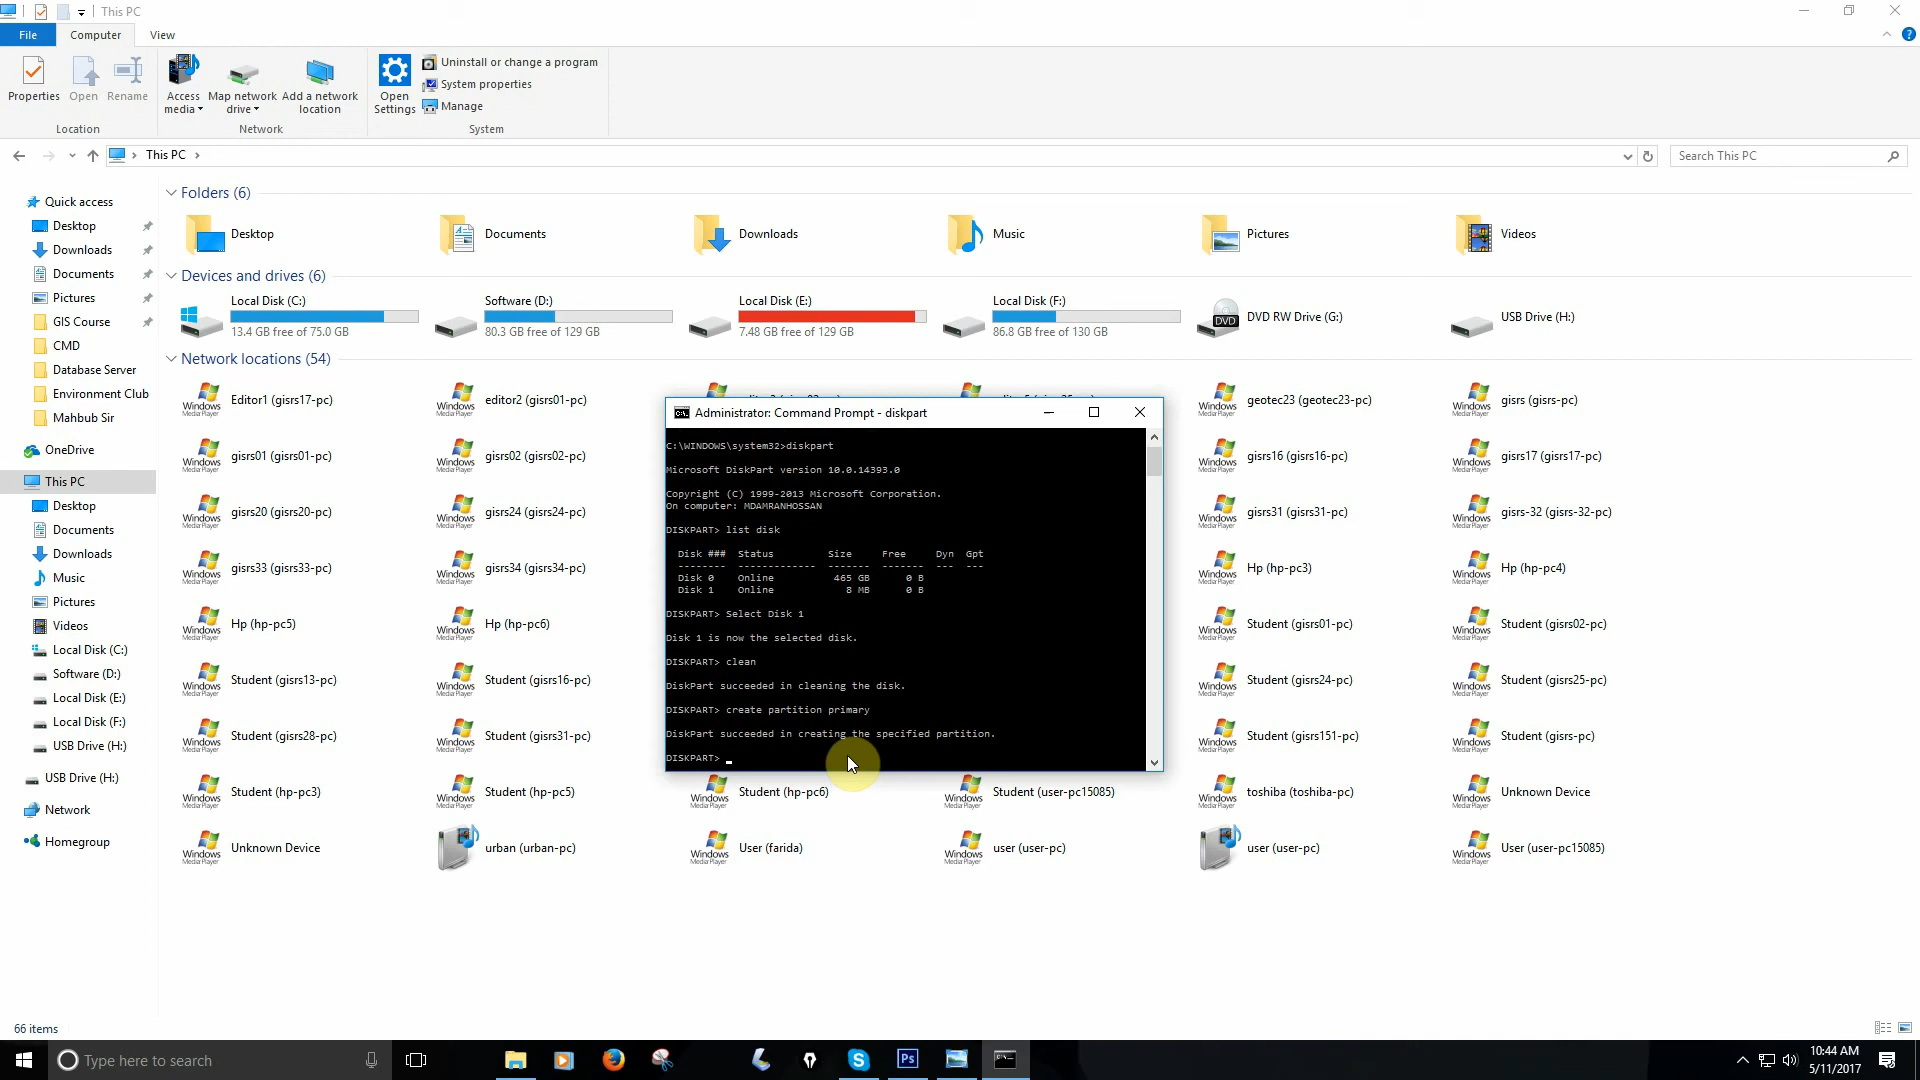 This PC
File
Computer
View
Properties
Open
Rename
Access media
Map network drive
Add a network location
Open Settings
Uninstall or change a program
System properties
Manage
Location
Network
System
This PC
Search This PC
Quick access
Desktop
Downloads
Documents
Pictures
GIS Course
CMD
Database Server
Environment Club
Mahbub Sir
OneDrive
This PC
Desktop
Documents
Downloads
Music
Pictures
Videos
Local Disk (C:)
Software (D:)
Local Disk (E:)
Local Disk (F:)
USB Drive (H:)
USB Drive (H:)
Network
Homegroup
Folders (6)
Desktop
Documents
Downloads
Music
Pictures
Videos
Devices and drives (6)
Local Disk (C:)
13.4 GB free of 75.0 GB
Software (D:)
80.3 GB free of 129 GB
Local Disk (E:)
7.48 GB free of 129 GB
Local Disk (F:)
86.8 GB free of 130 GB
DVD RW Drive (G:)
USB Drive (H:)
Network locations (54)
Editor1 (gisrs17-pc)
editor2 (gisrs01-pc)
geotec23 (geotec23-pc)
gisrs (gisrs-pc)
gisrs01 (gisrs01-pc)
gisrs02 (gisrs02-pc)
gisrs16 (gisrs16-pc)
gisrs17 (gisrs17-pc)
gisrs20 (gisrs20-pc)
gisrs24 (gisrs24-pc)
gisrs31 (gisrs31-pc)
gisrs-32 (gisrs-32-pc)
gisrs33 (gisrs33-pc)
gisrs34 (gisrs34-pc)
Hp (hp-pc3)
Hp (hp-pc4)
Hp (hp-pc5)
Hp (hp-pc6)
Student (gisrs01-pc)
Student (gisrs02-pc)
Student (gisrs13-pc)
Student (gisrs16-pc)
Student (gisrs24-pc)
Student (gisrs25-pc)
Student (gisrs28-pc)
Student (gisrs31-pc)
Student (gisrs151-pc)
Student (gisrs-pc)
Student (hp-pc3)
Student (hp-pc5)
Student (hp-pc6)
Student (user-pc15085)
toshiba (toshiba-pc)
Unknown Device
Unknown Device
urban (urban-pc)
User (farida)
user (user-pc)
user (user-pc)
User (user-pc15085)
Administrator: Command Prompt - diskpart
C:\WINDOWS\system32>diskpart
Microsoft DiskPart version 10.0.14393.0
Copyright (C) 1999-2013 Microsoft Corporation.
On computer: MDAMRANHOSSAN
DISKPART> list disk
Disk ### Status Size Free Dyn Gpt
-------- ------------- ------- ------- --- ---
Disk 0 Online 465 GB 0 B
Disk 1 Online 8 MB 0 B
DISKPART> Select Disk 1
Disk 1 is now the selected disk.
DISKPART> clean
DiskPart succeeded in cleaning the disk.
DISKPART> create partition primary
DiskPart succeeded in creating the specified partition.
DISKPART>
66 items
Type here to search
10:44 AM
5/11/2017